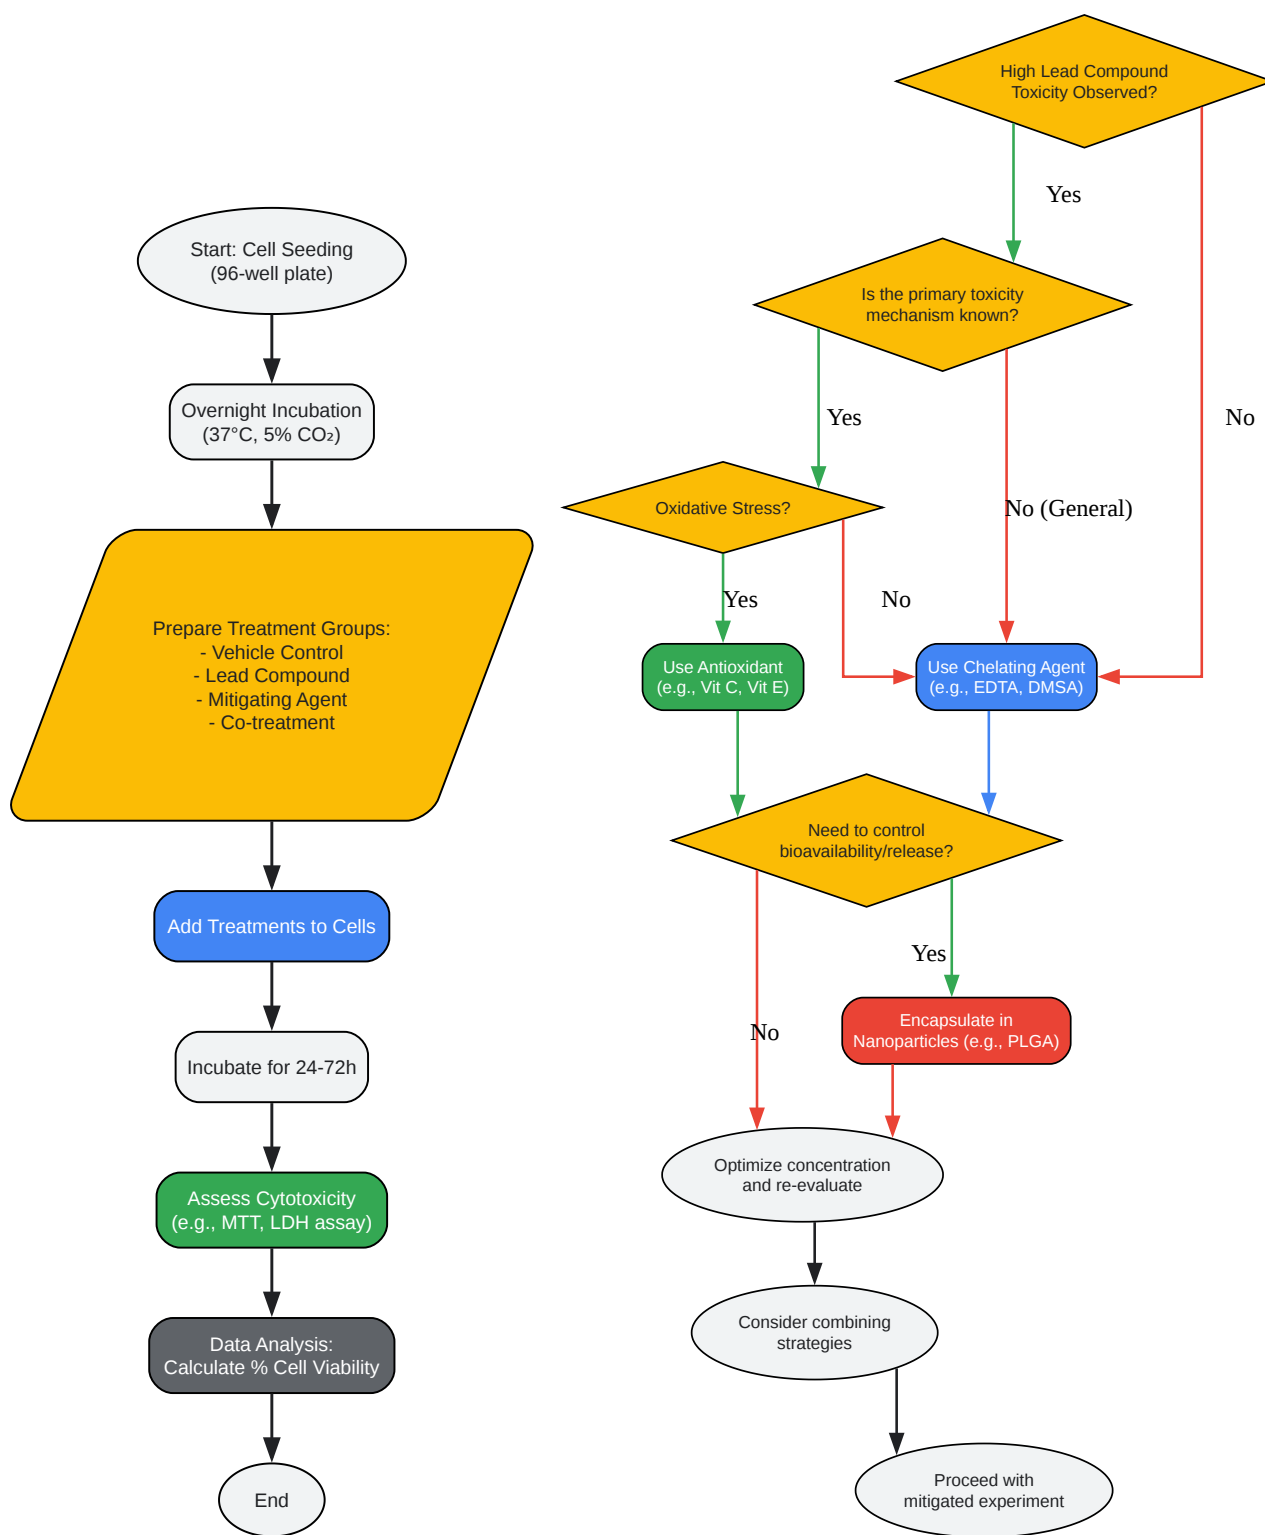 Start: Cell Seeding
(96-well plate)
Overnight Incubation
(37°C, 5% CO₂)
Prepare Treatment Groups:
- Vehicle Control
- Lead Compound
- Mitigating Agent
- Co-treatment
Add Treatments to Cells
Incubate for 24-72h
Assess Cytotoxicity
(e.g., MTT, LDH assay)
Data Analysis:
Calculate % Cell Viability
End
High Lead Compound
Toxicity Observed?
Yes
Is the primary toxicity
mechanism known?
Yes
No
Oxidative Stress?
No (General)
Yes
No
Use Antioxidant
(e.g., Vit C, Vit E)
Use Chelating Agent
(e.g., EDTA, DMSA)
Need to control
bioavailability/release?
Yes
No
Encapsulate in
Nanoparticles (e.g., PLGA)
Optimize concentration
and re-evaluate
Consider combining
strategies
Proceed with
mitigated experiment